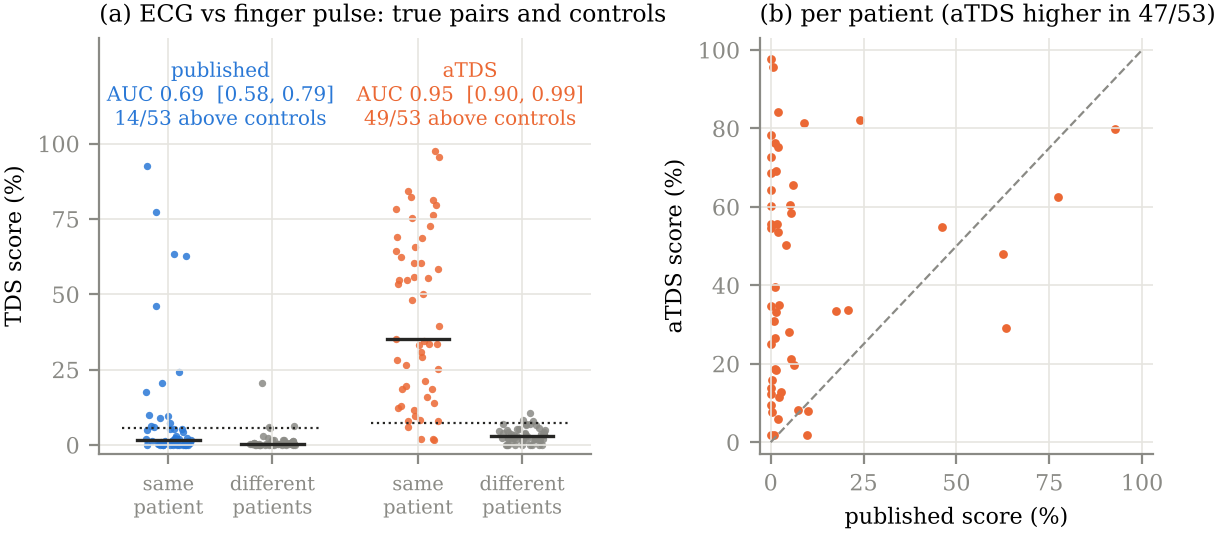 (a) ECG vs finger pulse: true pairs and controls
published
AUC 0.69 [0.58, 0.79]
14/53 above controls
aTDS
AUC 0.95 [0.90, 0.99]
49/53 above controls
TDS score (%)
100
75
50
25
0
same
patient
different
patients
same
patient
different
patients
(b) per patient (aTDS higher in 47/53)
aTDS score (%)
100
80
60
40
20
0
0
25
50
75
100
published score (%)